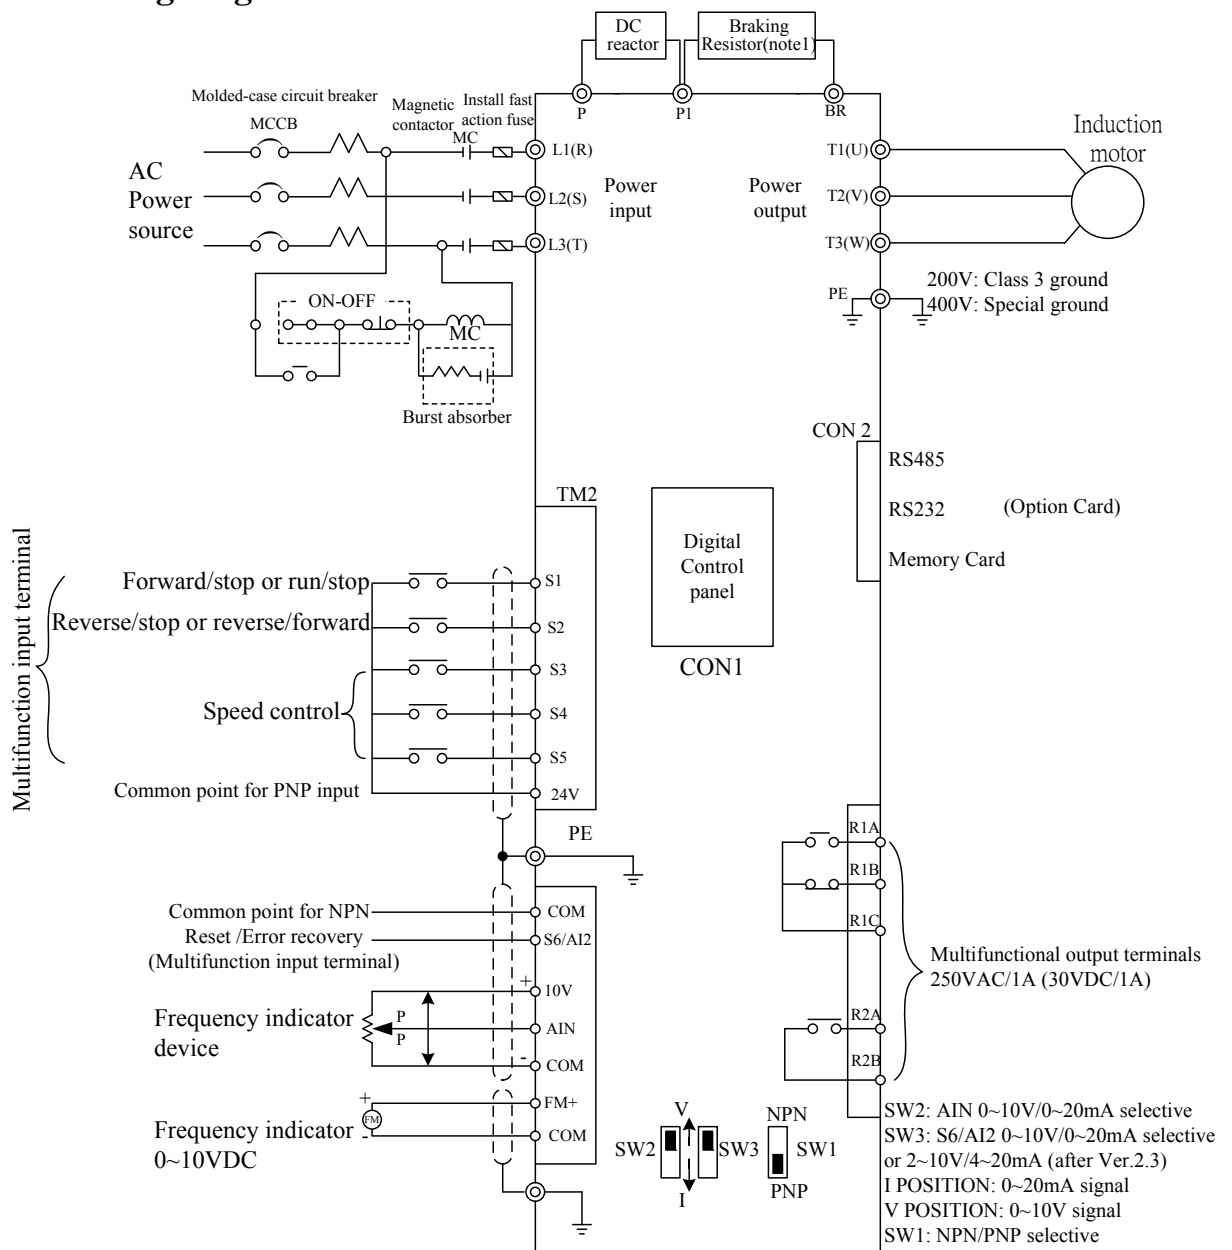 DC
reactor
Braking
Resistor(note1)
P
P1
BR
Molded-case circuit breaker
MCCB
Magnetic
contactor
MC
Install fast
action fuse
L1(R)
L2(S)
L3(T)
AC
Power
source
Power
input
Power
output
T1(U)
T2(V)
T3(W)
Induction
motor
PE
200V: Class 3 ground
400V: Special ground
ON-OFF
MC
Burst absorber
CON 2
RS485
RS232
(Option Card)
Memory Card
TM2
Digital
Control
panel
CON1
Multifunction input terminal
Forward/stop or run/stop
S1
Reverse/stop or reverse/forward
S2
S3
Speed control
S4
S5
Common point for PNP input
24V
PE
R1A
R1B
R1C
R2A
R2B
Multifunctional output terminals
250VAC/1A (30VDC/1A)
Common point for NPN
COM
Reset /Error recovery
(Multifunction input terminal)
S6/AI2
+
10V
Frequency indicator
device
P
P
AIN
-
COM
Frequency indicator
0~10VDC
+
FM
-
FM+
COM
V
I
SW2
SW3
NPN
SW1
PNP
SW2: AIN 0~10V/0~20mA selective
SW3: S6/AI2 0~10V/0~20mA selective
or 2~10V/4~20mA (after Ver.2.3)
I POSITION: 0~20mA signal
V POSITION: 0~10V signal
SW1: NPN/PNP selective